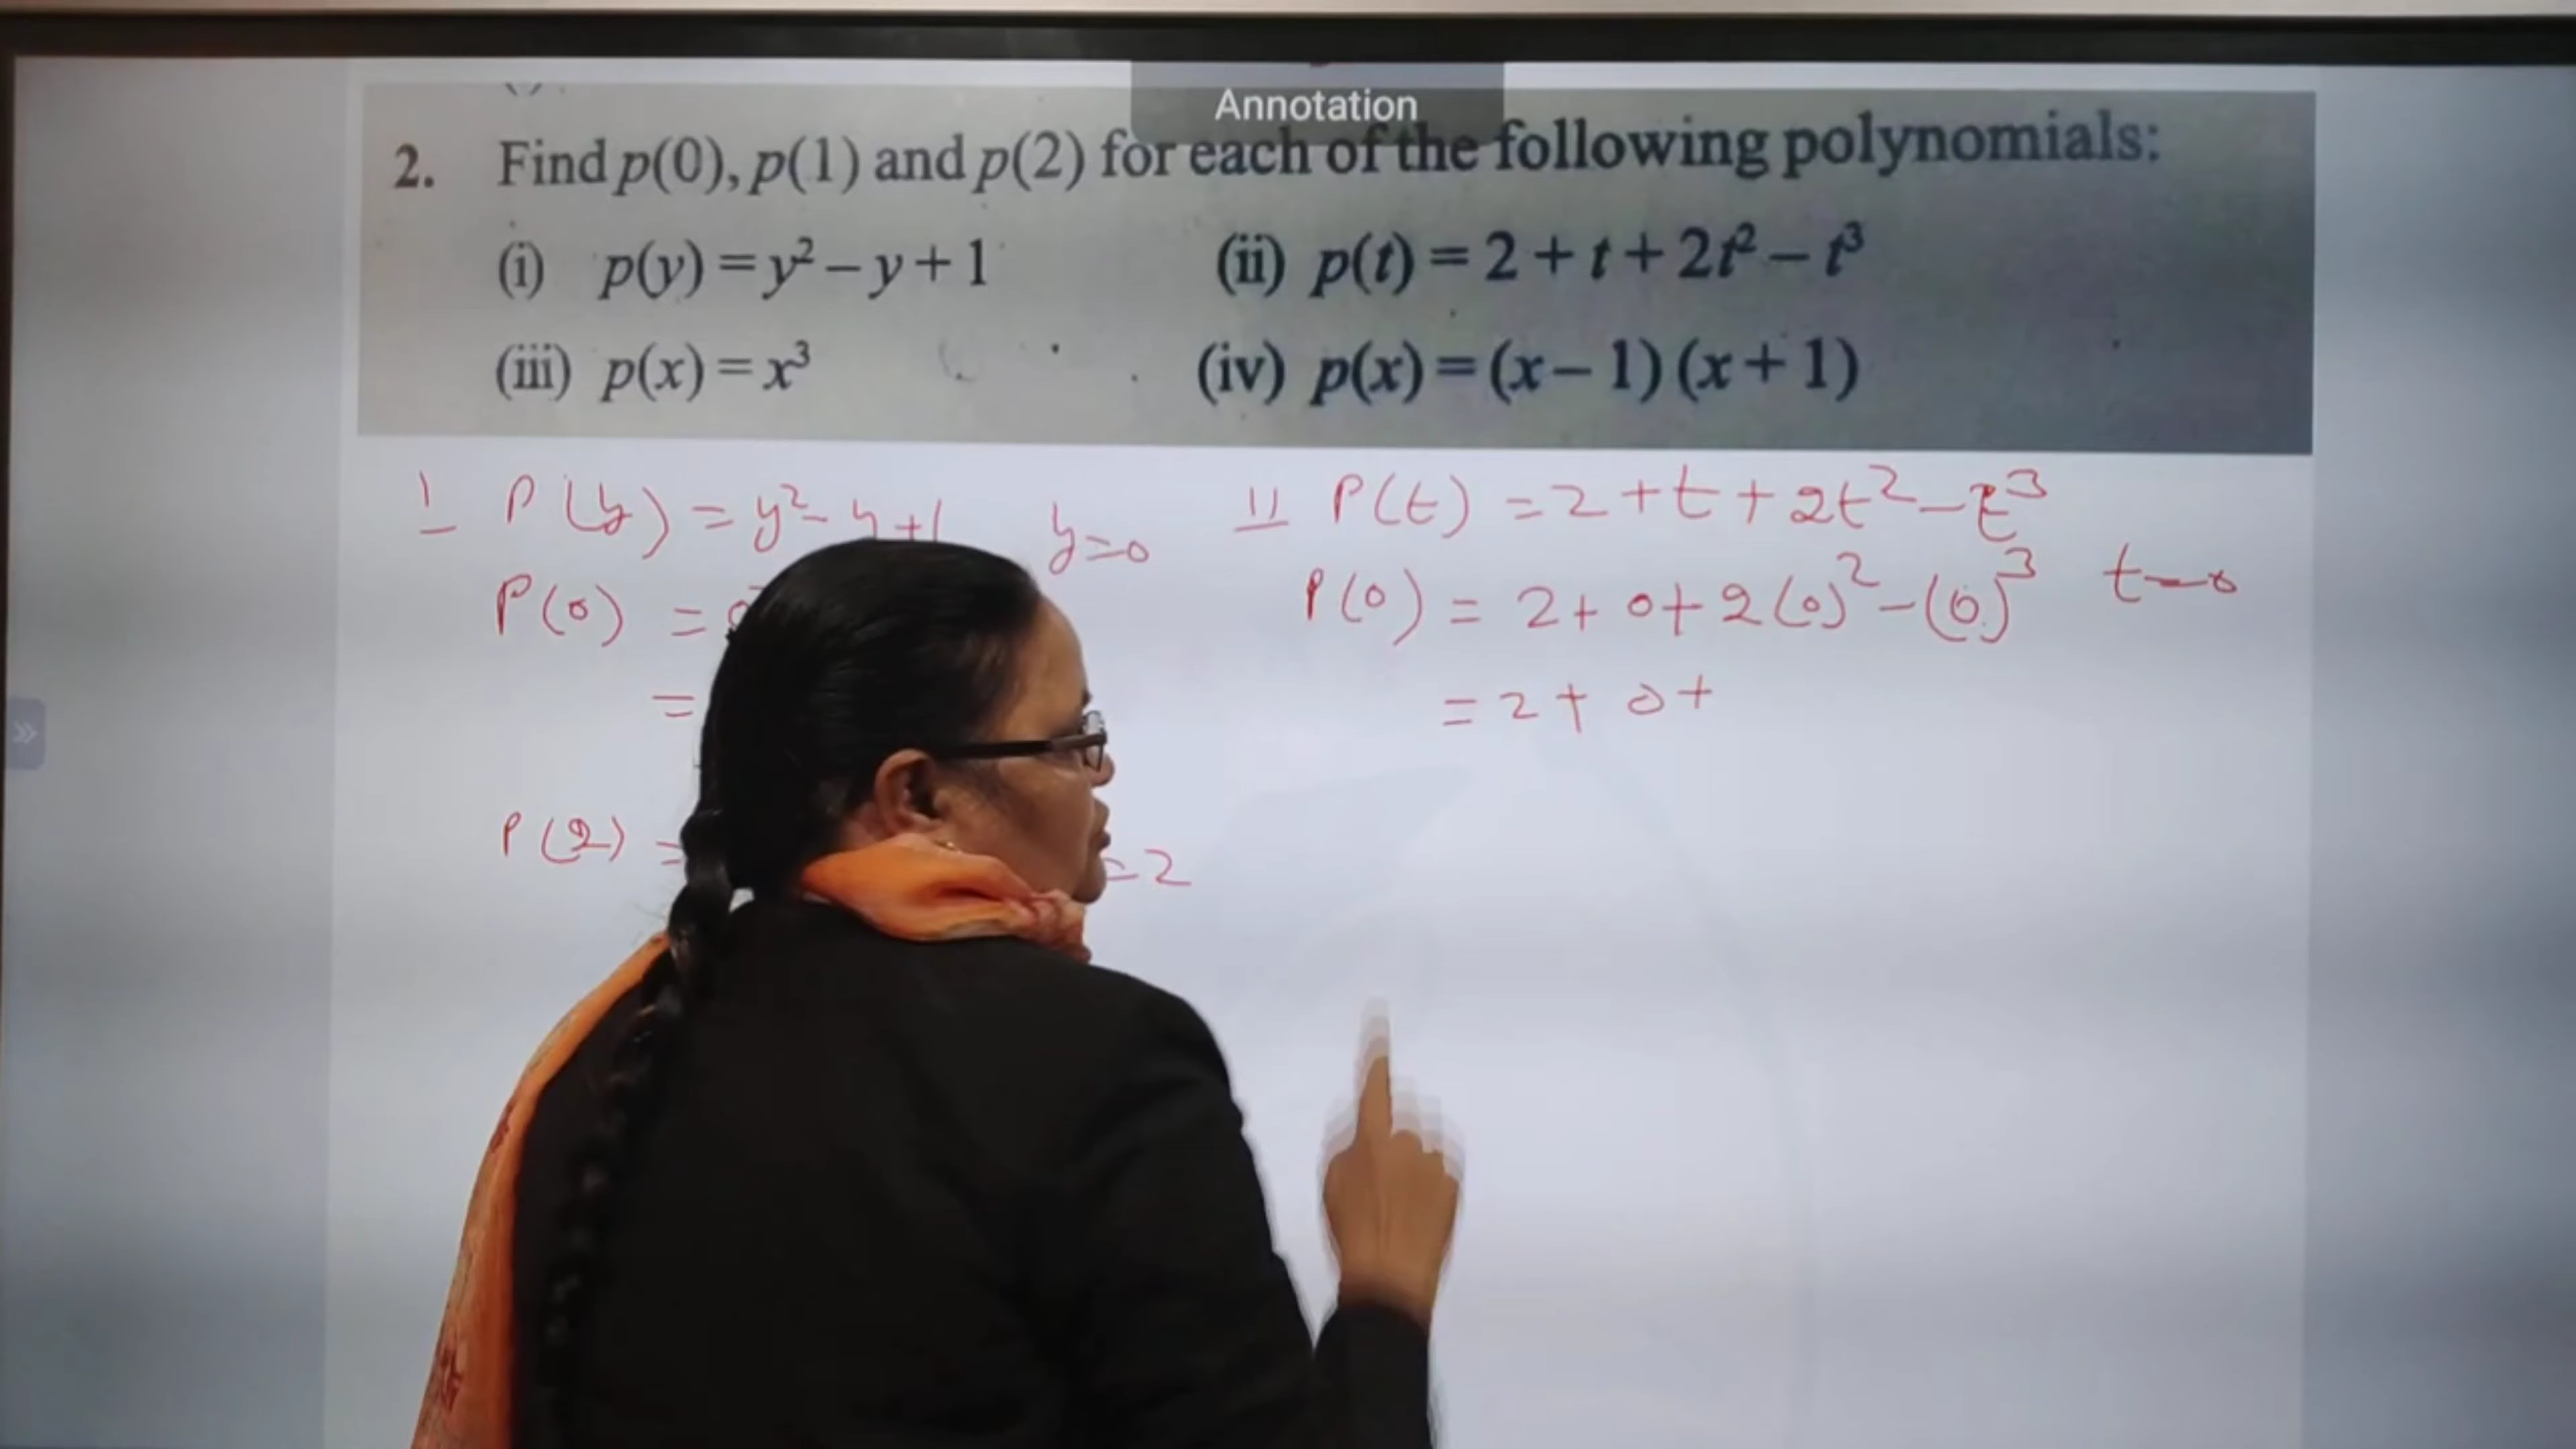 Annotation
2. Find p(0), p(1) and p(2) for each of the following polynomials:
(i) p(y) = y² – y + 1 (ii) p(t) = 2 + t + 2t² – t³
(iii) p(x) = x³ (iv) p(x) = (x – 1) (x + 1)
I P(y) = y² - y + 1 y=0
P(0) =
=
P(2) = =2
II P(t) = 2 + t + 2t² - t³
P(0) = 2 + 0 + 2(0)² - (0)³ t=0
= 2 + 0 +